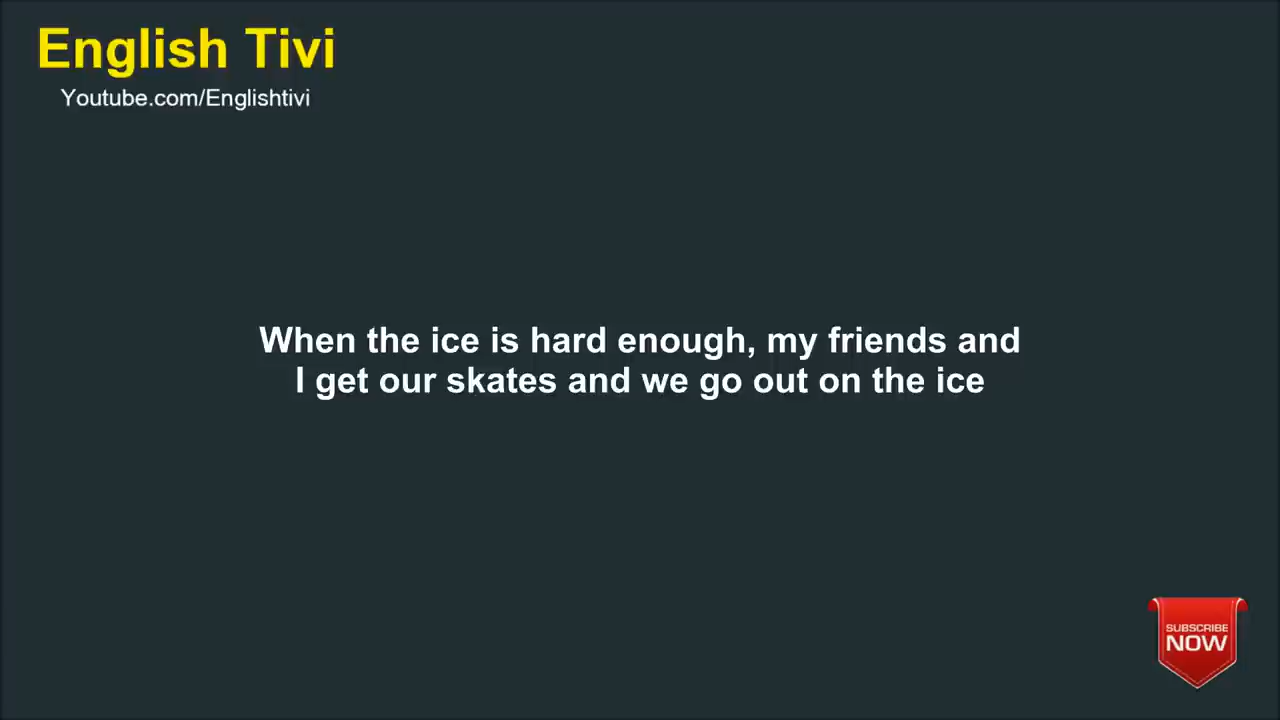 English Tivi
Youtube.com/Englishtivi
When the ice is hard enough, my friends and
I get our skates and we go out on the ice
SUBSCRIBE
NOW